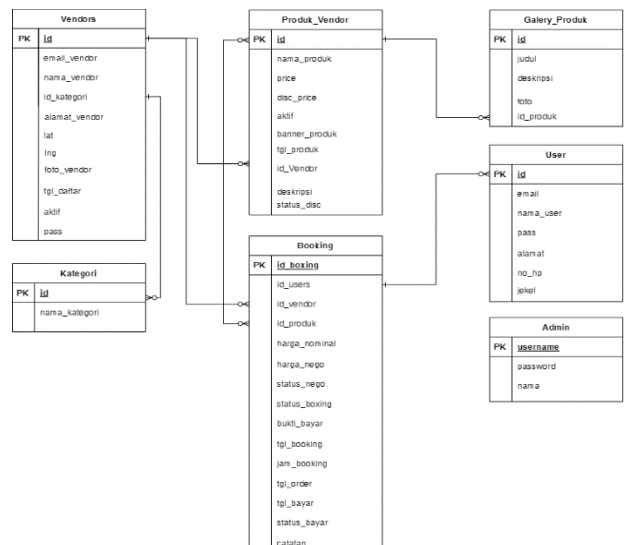 Vendors
PK id
email_vendor
nama_vendor
id_kategori
alamat_vendor
lat
lng
foto_vendor
tgl_daftar
aktif
pass
Kategori
PK id
nama_kategori
Produk_Vendor
PK id
nama_produk
price
disc_price
aktif
banner_produk
tgl_produk
id_Vendor
deskripsi
status_disc
Booking
PK id_boxing
id_users
id_vendor
id_produk
harga_nominal
harga_nego
status_nego
status_boxing
bukti_bayar
tgl_booking
jam_booking
tgl_order
tgl_bayar
status_bayar
catatan
Galery_Produk
PK id
judul
deskripsi
foto
id_produk
User
PK id
email
nama_user
pass
alamat
no_hp
jekel
Admin
PK username
password
nama